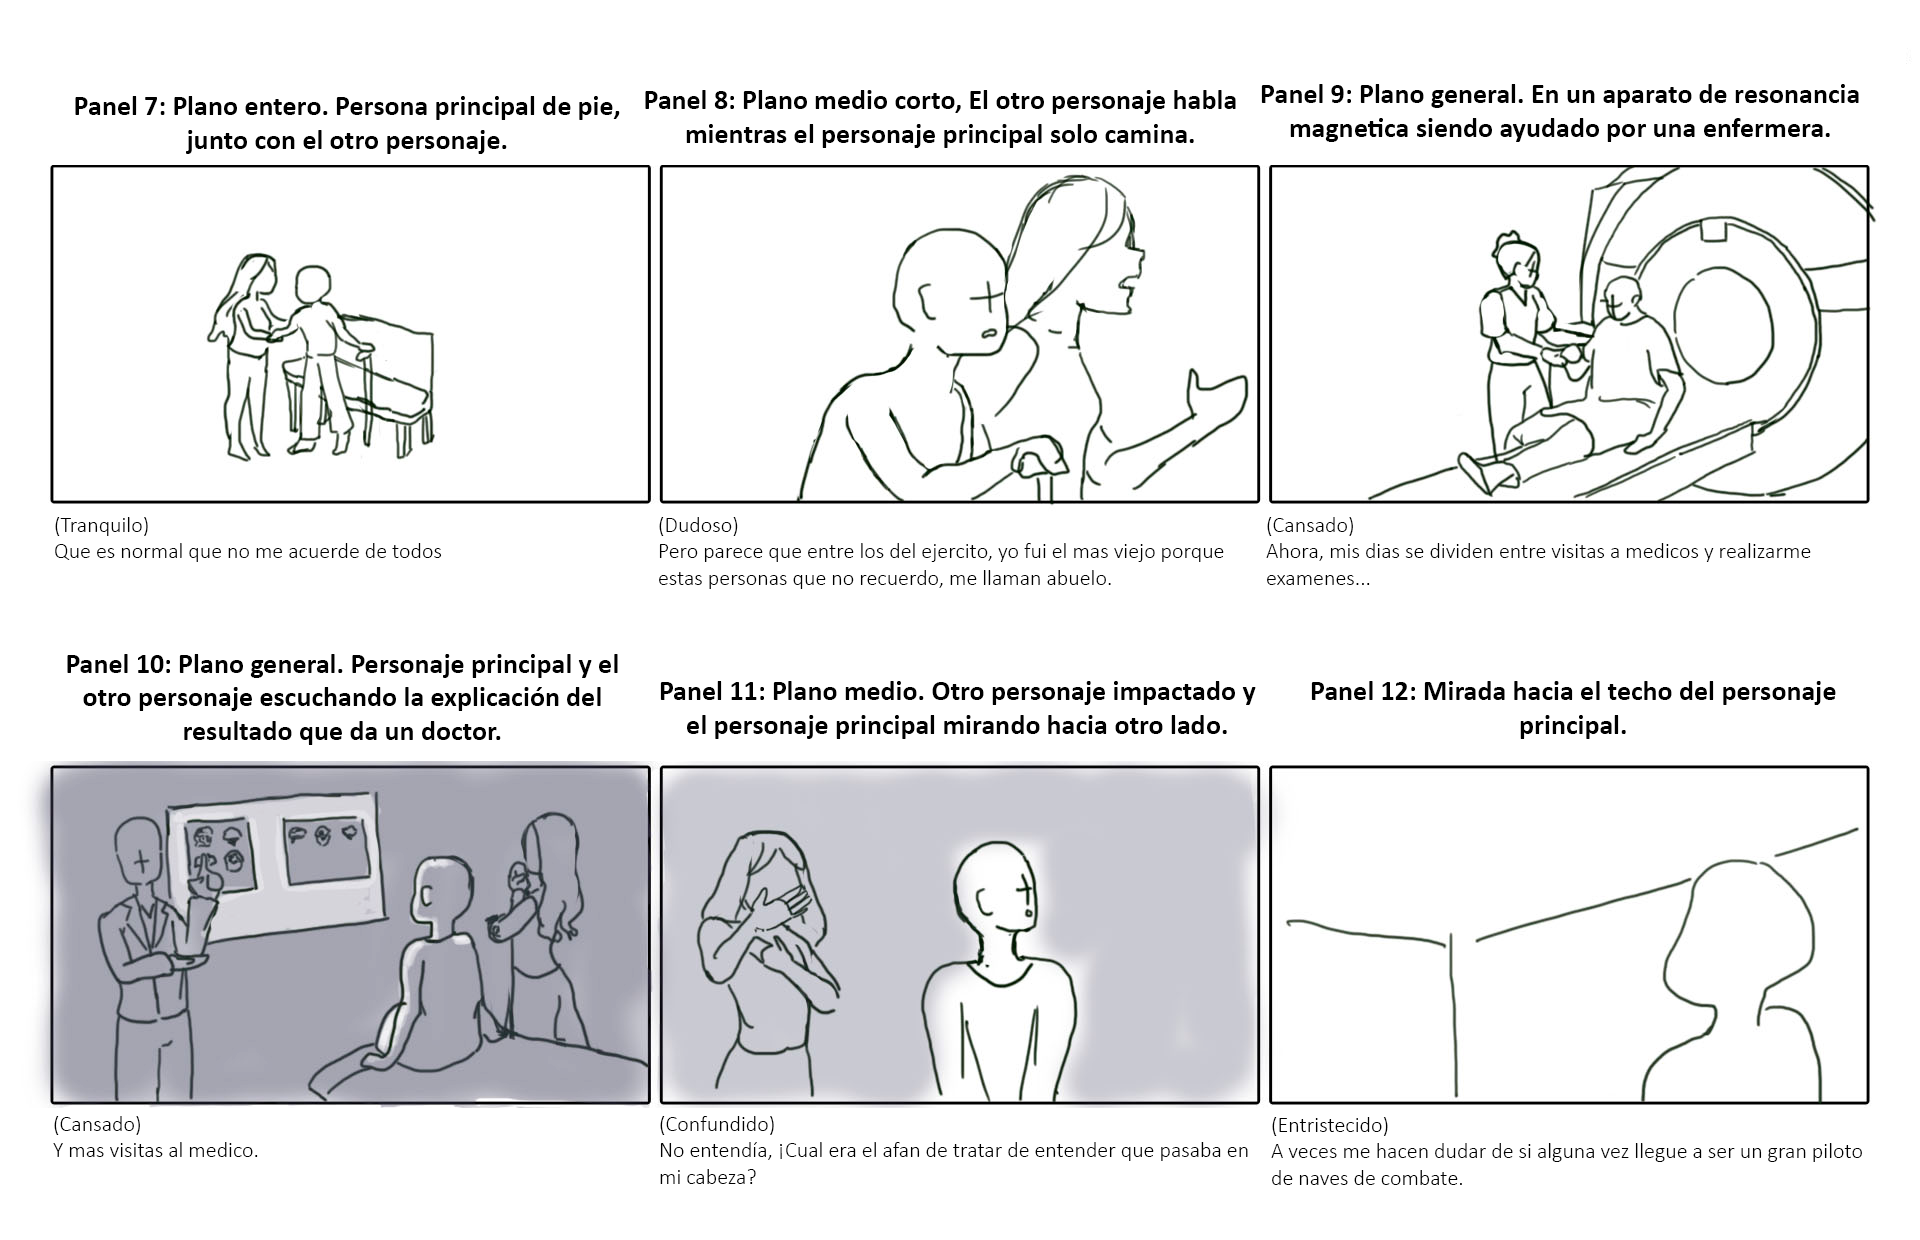 Panel 7: Plano entero. Persona principal de pie,
junto con el otro personaje.
Panel 8: Plano medio corto, El otro personaje habla
mientras el personaje principal solo camina.
Panel 9: Plano general. En un aparato de resonancia
magnetica siendo ayudado por una enfermera.
(Tranquilo)
Que es normal que no me acuerde de todos
(Dudoso)
Pero parece que entre los del ejercito, yo fui el mas viejo porque
estas personas que no recuerdo, me llaman abuelo.
(Cansado)
Ahora, mis dias se dividen entre visitas a medicos y realizarme
examenes...
Panel 10: Plano general. Personaje principal y el
otro personaje escuchando la explicación del
resultado que da un doctor.
Panel 11: Plano medio. Otro personaje impactado y
el personaje principal mirando hacia otro lado.
Panel 12: Mirada hacia el techo del personaje
principal.
(Cansado)
Y mas visitas al medico.
(Confundido)
No entendía, ¡Cual era el afan de tratar de entender que pasaba en
mi cabeza?
(Entristecido)
A veces me hacen dudar de si alguna vez llegue a ser un gran piloto
de naves de combate.